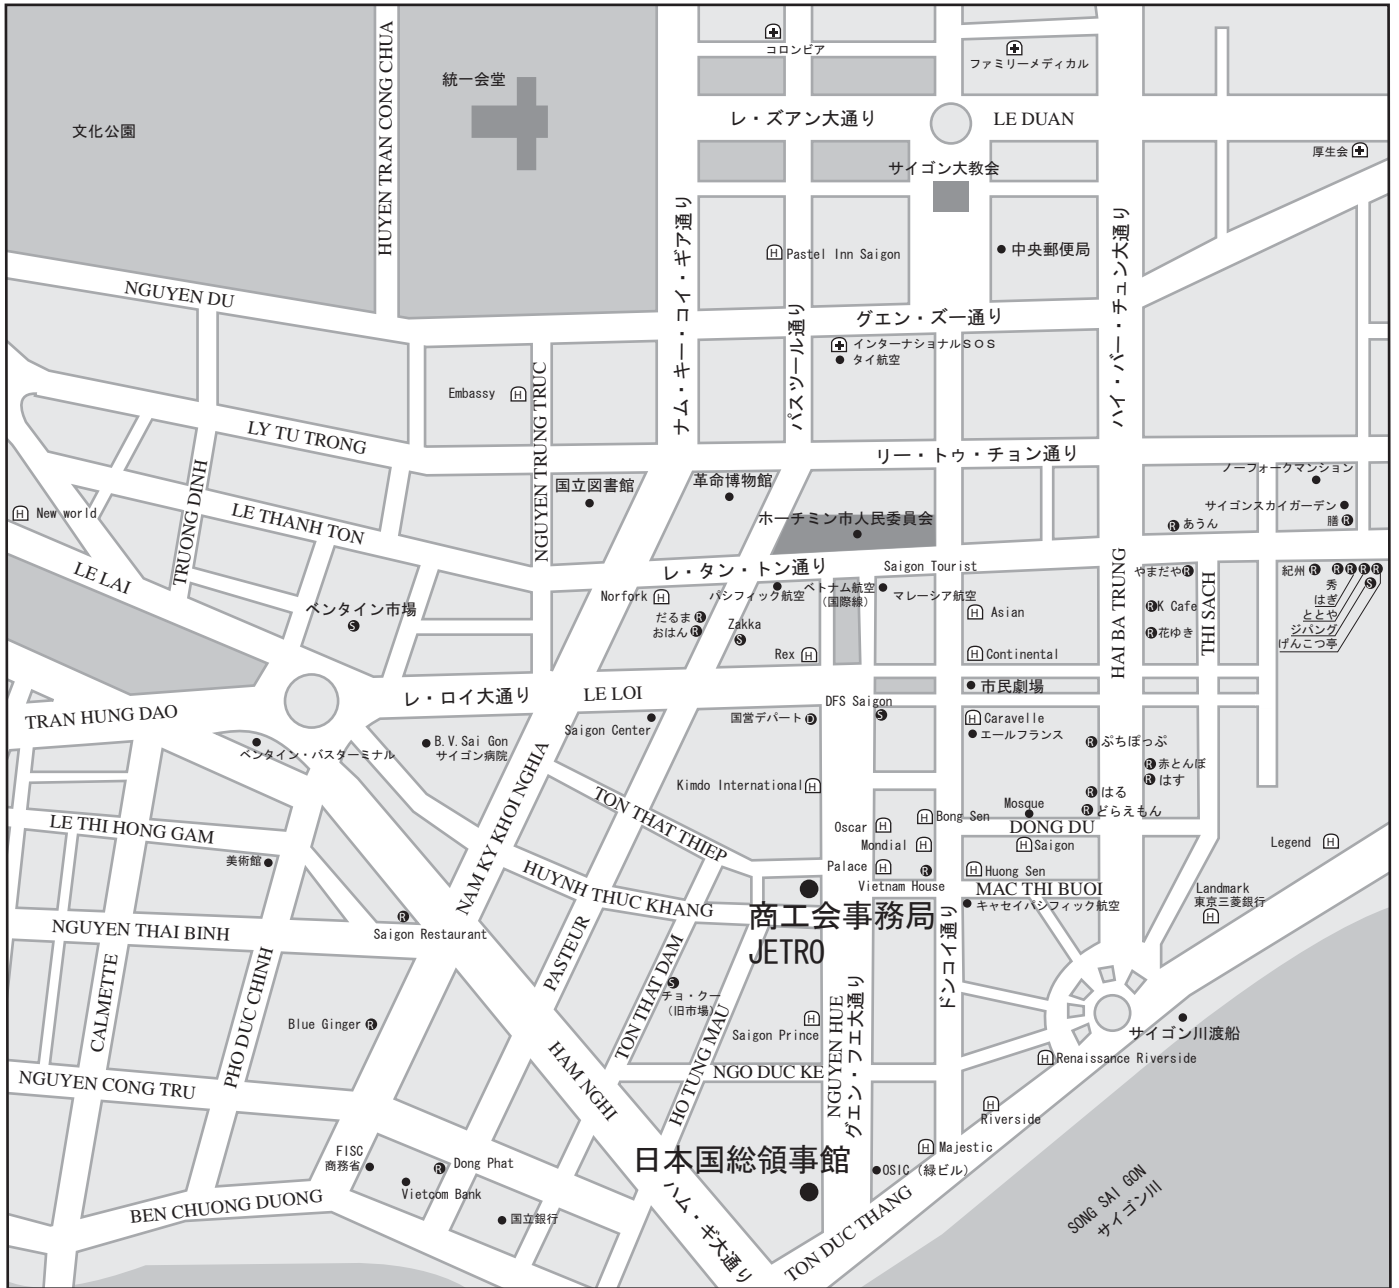 コロンビア
ファミリーメディカル
統一会堂
文化公園
HUYEN TRAN CONG CHUA
レ・ズアン大通り
LE DUAN
厚生会
サイゴン大教会
ナム・キー・コイ・ギア通り
ハイ・バー・チュン大通り
H Pastel Inn Saigon
中央郵便局
NGUYEN DU
グエン・ズー通り
パスツール通り
インターナショナルSOS
タイ航空
Embassy H
NGUYEN TRUNG TRUC
LY TU TRONG
リー・トゥ・チョン通り
ノーフォークマンション
国立図書館
革命博物館
サイゴンスカイガーデン
H New world
TRUONG DINH
LE THANH TON
ホーチミン市人民委員会
R あうん
膳 R
LE LAI
レ・タン・トン通り
Saigon Tourist
HAI BA TRUNG
やまだや R
THI SACH
紀州 R R R R R
S
秀
はぎ
ととや
ジパング
げんこつ亭
Norfork H
パシフィック航空
ベトナム航空
(国際線)
マレーシア航空
ベンタイン市場
S
だるま R
おはん R
Zakka
S
H Asian
R K Cafe
R 花ゆき
Rex H
H Continental
レ・ロイ大通り
LE LOI
市民劇場
TRAN HUNG DAO
DFS Saigon
S
Saigon Center
国営デパート D
H Caravelle
エールフランス
B.V.Sai Gon
サイゴン病院
ベンタイン・バスターミナル
R ぷちぽっぷ
R 赤とんぼ
R はす
NAM KY KHOI NGHIA
Kimdo International H
R はる
R どらえもん
TON THAT THIEP
Mosque
LE THI HONG GAM
H Bong Sen
DONG DU
Oscar H
Mondial H
H Saigon
Legend H
美術館
HUYNH THUC KHANG
Palace H
R
Vietnam House
H Huong Sen
MAC THI BUOI
キャセイパシフィック航空
Landmark
東京三菱銀行
H
R
Saigon Restaurant
商工会事務局
JETRO
NGUYEN THAI BINH
CALMETTE
PHO DUC CHINH
PASTEUR
TON THAT DAM
S
チョ・クー
(旧市場)
HO TUNG MAU
ドンコイ通り
Blue Ginger R
H
Saigon Prince
NGUYEN HUE
グエン・フエ大通り
サイゴン川渡船
H Renaissance Riverside
NGUYEN CONG TRU
HAM NGHI
NGO DUC KE
H
Riverside
FISC
商務省
R Dong Phat
Vietcom Bank
日本国総領事館
H Majestic
OSIC (緑ビル)
BEN CHUONG DUONG
国立銀行
ハム・ギ大通り
TON DUC THANG
SONG SAI GON
サイゴン川